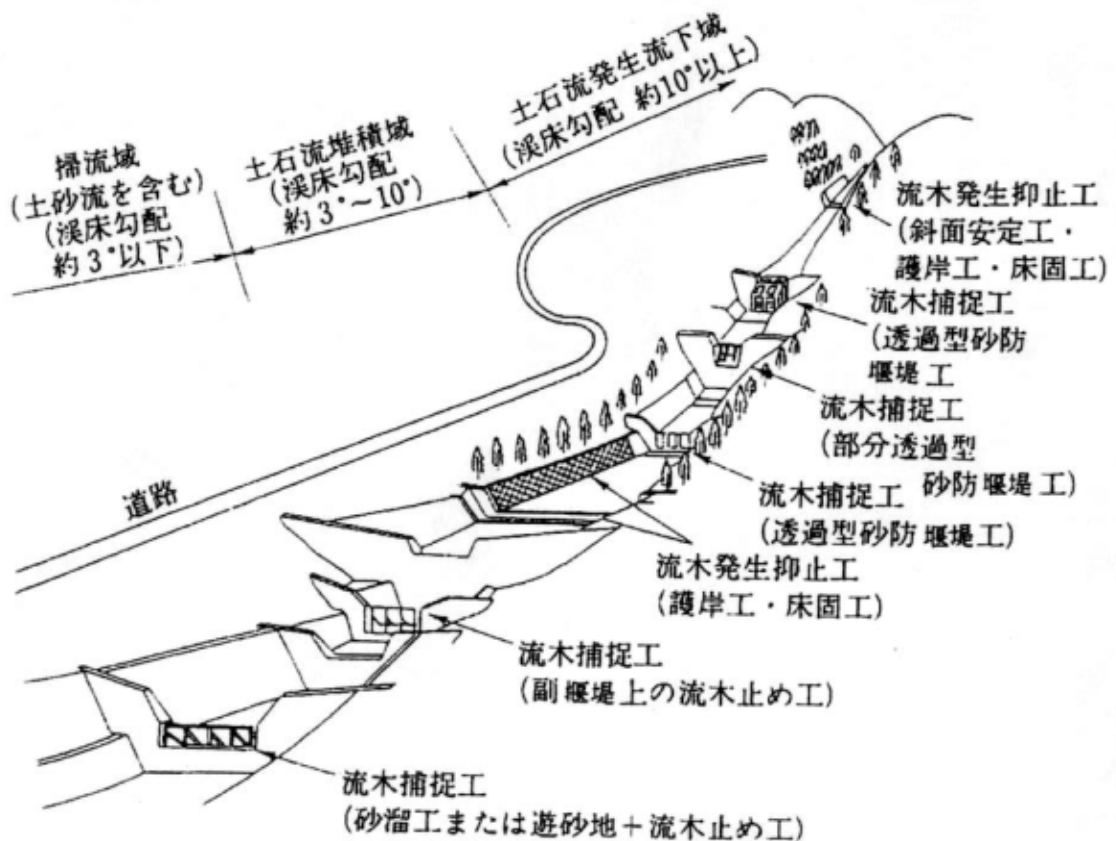 掃流域
(土砂流を含む)
(渓床勾配
約3°以下)
土石流堆積域
(渓床勾配
約3°~10°)
土石流発生流下域
(渓床勾配 約10°以上)
流木発生抑止工
(斜面安定工・
護岸工・床固工)
流木捕捉工
(透過型砂防
堰堤工
流木捕捉工
(部分透過型
砂防堰堤工)
流木捕捉工
(透過型砂防堰堤工)
流木発生抑止工
(護岸工・床固工)
道路
流木捕捉工
(副堰堤上の流木止め工)
流木捕捉工
(砂溜工または遊砂地+流木止め工)